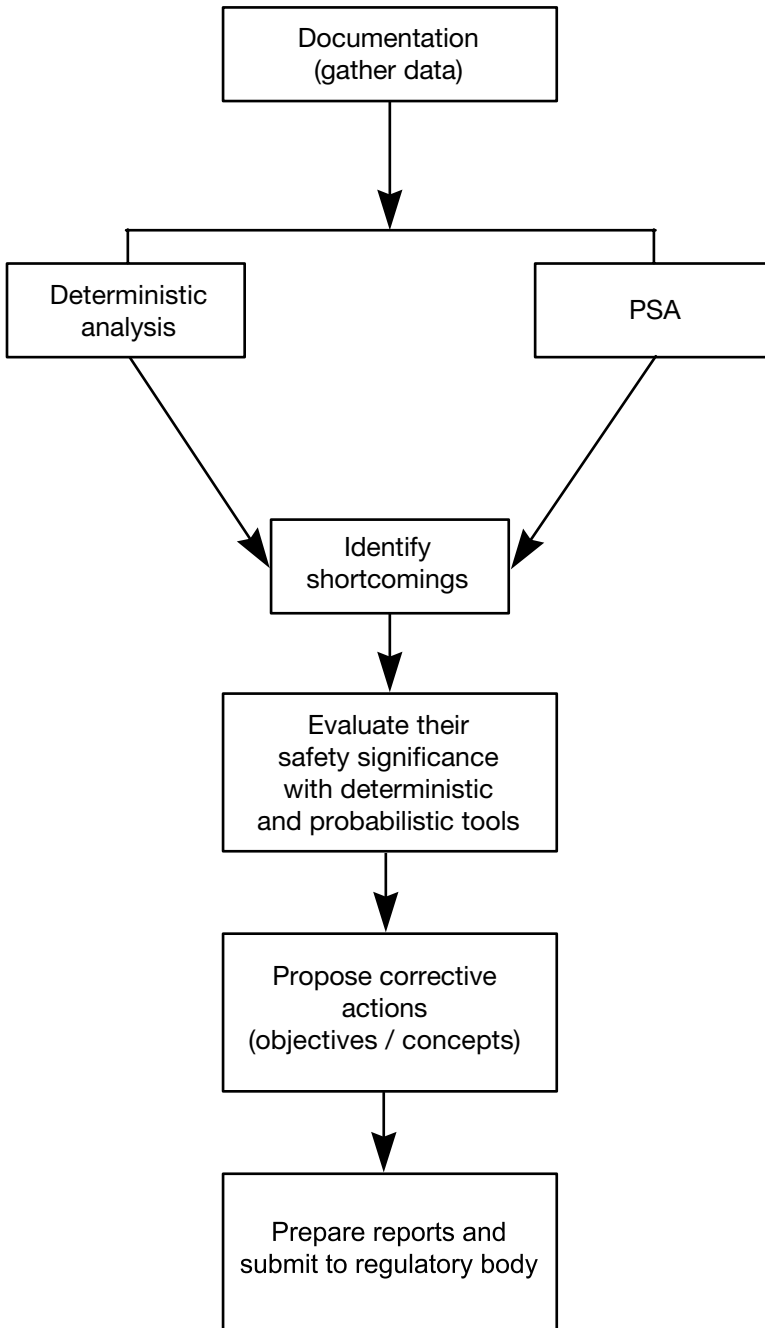 Documentation
(gather data)
Deterministic
analysis
PSA
Identify
shortcomings
Evaluate their
safety significance
with deterministic
and probabilistic tools
Propose corrective
actions
(objectives / concepts)
Prepare reports and
submit to regulatory body